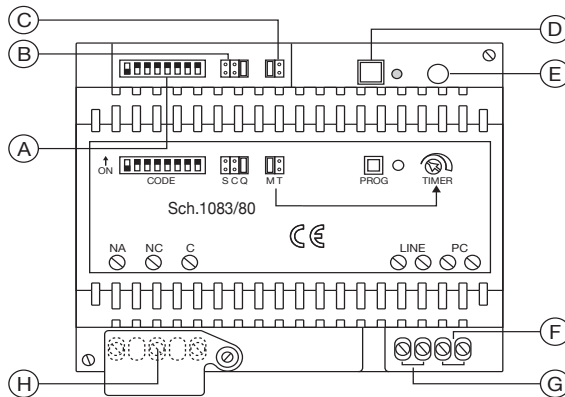 C
B
D
E
A
↑
ON
CODE
S C Q
M T
PROG
TIMER
Sch.1083/80
CE
NA NC C
LINE PC
F
H
G